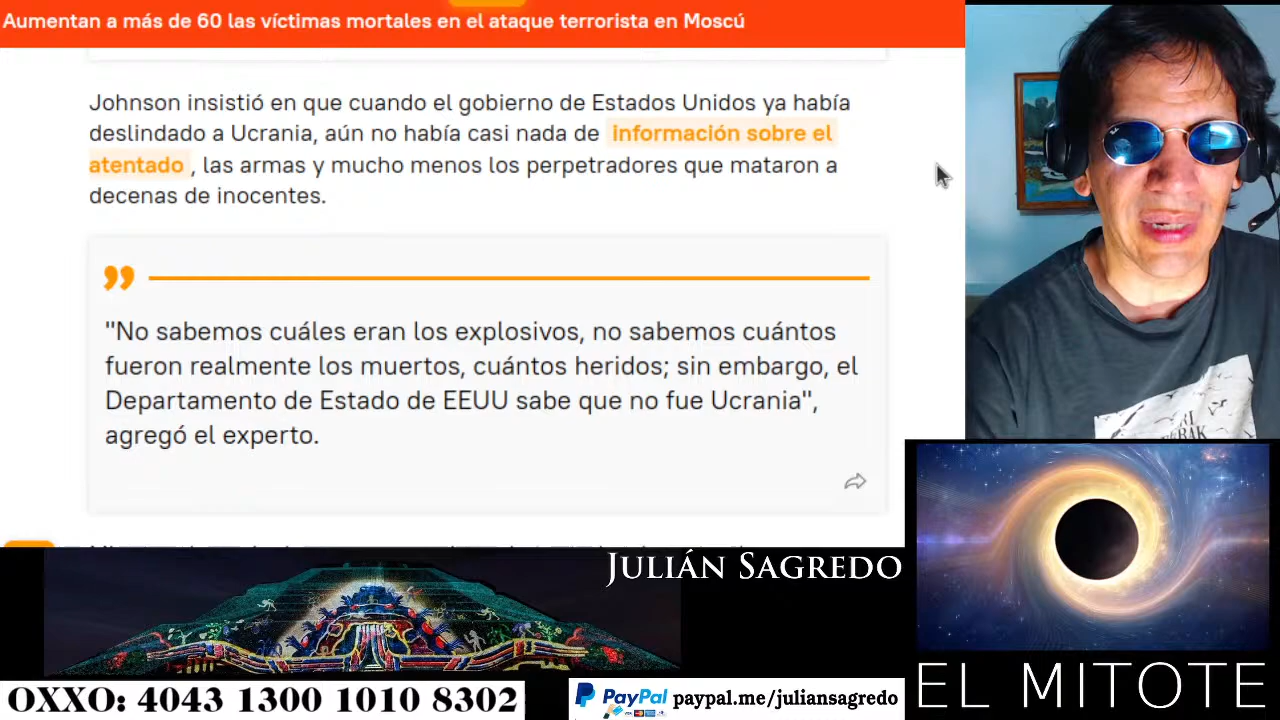 Aumentan a más de 60 las víctimas mortales en el ataque terrorista en Moscú
Johnson insistió en que cuando el gobierno de Estados Unidos ya había
deslindado a Ucrania, aún no había casi nada de información sobre el
atentado , las armas y mucho menos los perpetradores que mataron a
decenas de inocentes.
"No sabemos cuáles eran los explosivos, no sabemos cuántos
fueron realmente los muertos, cuántos heridos; sin embargo, el
Departamento de Estado de EEUU sabe que no fue Ucrania",
agregó el experto.
JULIÁN SAGREDO
OXXO: 4043 1300 1010 8302
PayPal paypal.me/juliansagredo
EL MITOTE